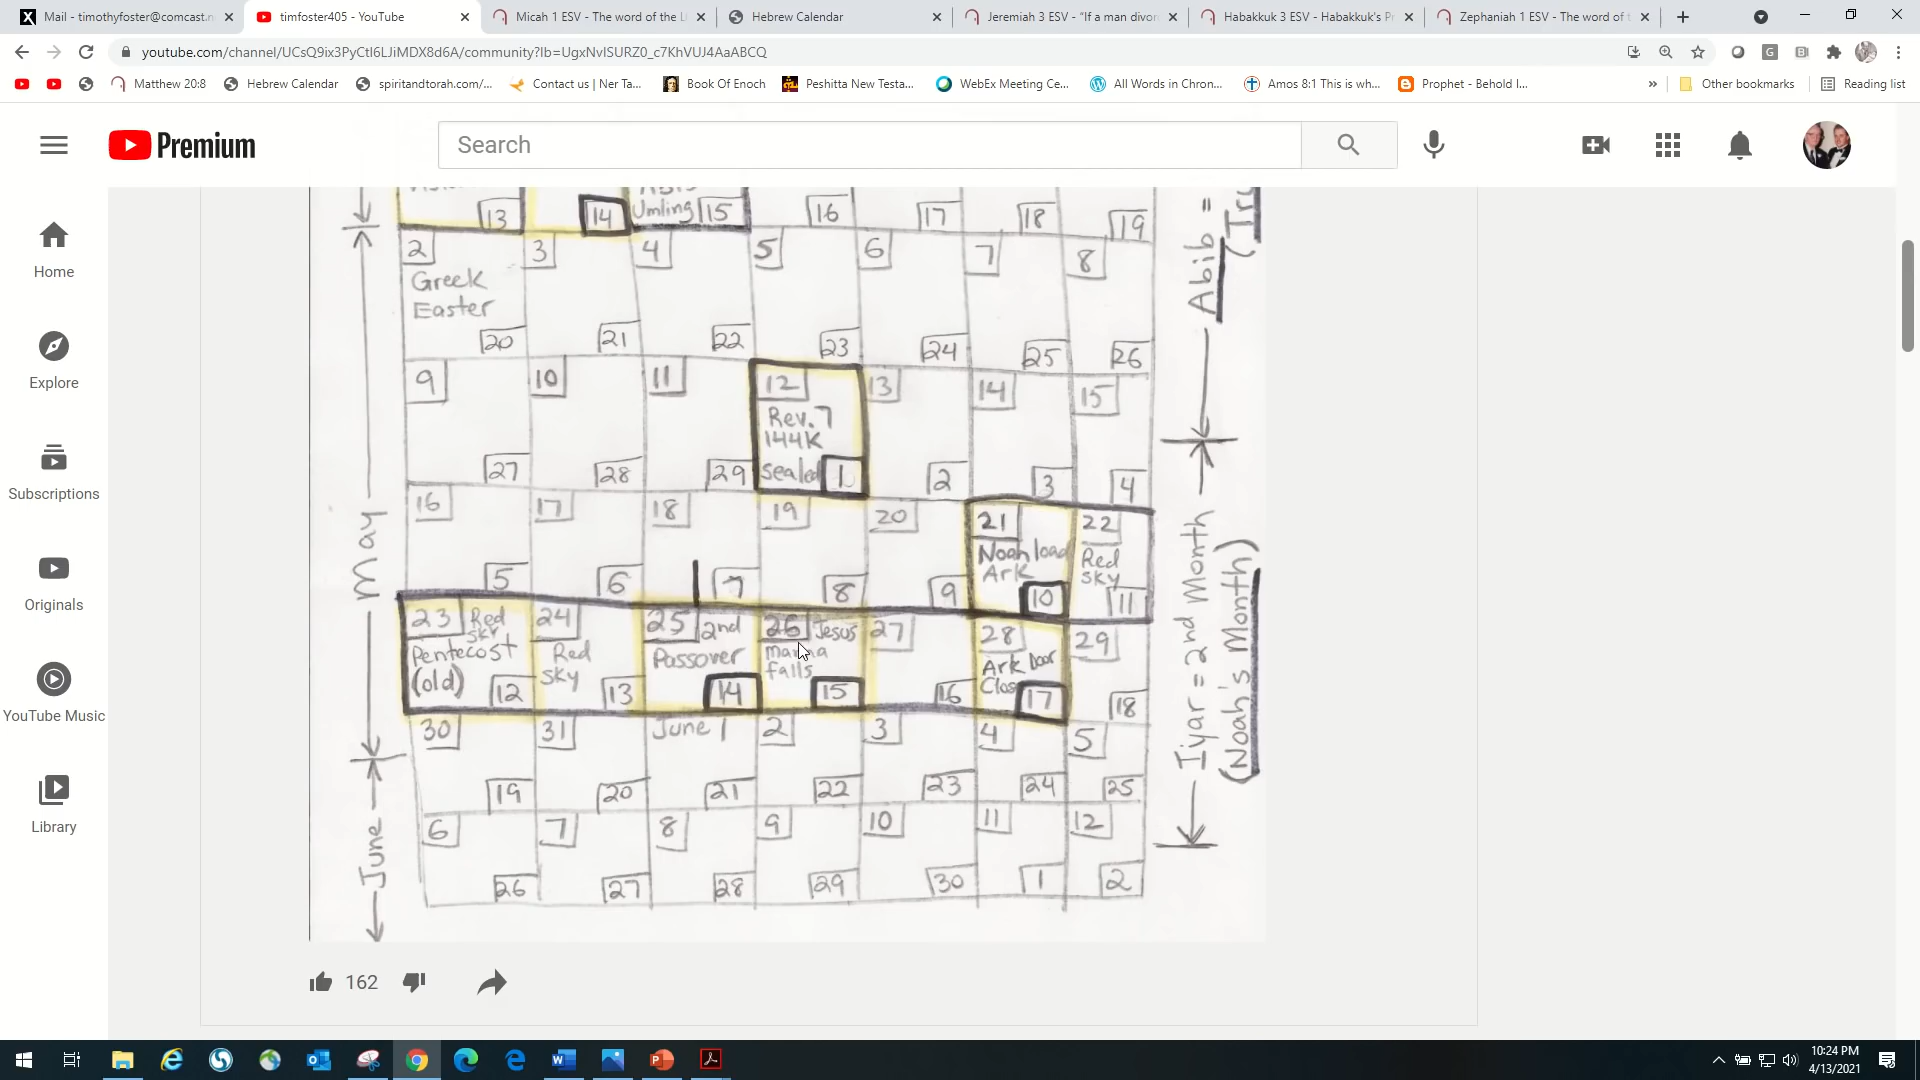 Mail - timothyfoster@comcast.n
timfoster405 - YouTube
Micah 1 ESV - The word of the L
Hebrew Calendar
Jeremiah 3 ESV - “If a man divor
Habakkuk 3 ESV - Habakkuk's Pr
Zephaniah 1 ESV - The word of t
youtube.com/channel/UCsQ9ix3PyCtl6LJiMDX8d6A/community?lb=UgxNvISURZ0_c7KhVUJ4AaABCQ
Matthew 20:8
Hebrew Calendar
spiritandtorah.com/...
Contact us | Ner Ta...
Book Of Enoch
Peshitta New Testa...
WebEx Meeting Ce...
All Words in Chron...
Amos 8:1 This is wh...
Prophet - Behold I...
»
Other bookmarks
Reading list
Premium
Search
Home
Explore
Subscriptions
Originals
YouTube Music
Library
13 14 Umling 15 16 17 18 19
2 3 4 5 6 7 8
Greek
Easter
20 21 22 23 24 25 26
9 10 11 12 13 14 15
Rev. 7
144K
27 28 29 Sealed 1 2 3 4
16 17 18 19 20 21 22
Noah load Red
Ark sky
5 6 7 8 9 10 11
23 Red sky 24 25 2nd 26 Jesus 27 28 29
Pentecost Red Passover manna Ark Door
(old) sky falls Close
12 13 14 15 16 17 18
30 31 June 1 2 3 4 5
19 20 21 22 23 24 25
6 7 8 9 10 11 12
26 27 28 29 30 1 2
May
June
Abib =
Iyar = 2nd Month
(Noah's Month)
162
10:24 PM
4/13/2021